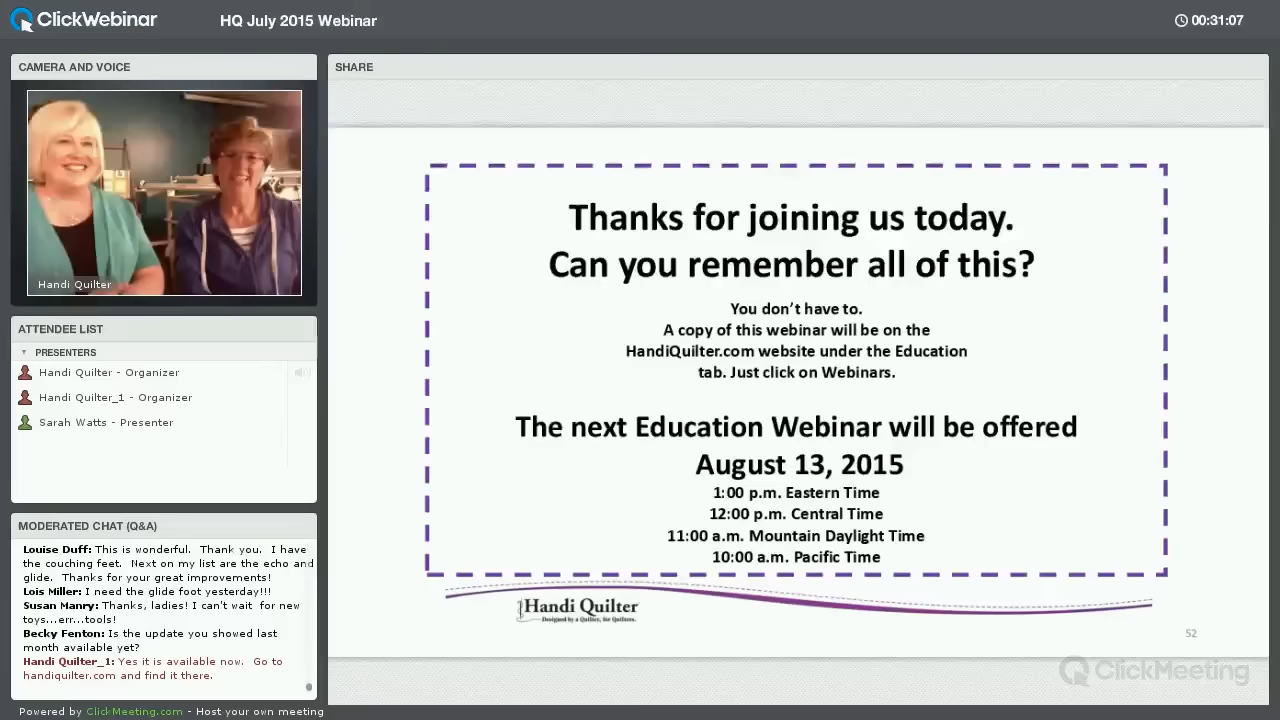 ClickWebinar
HQ July 2015 Webinar
00:31:07
CAMERA AND VOICE
Handi Quilter
ATTENDEE LIST
PRESENTERS
Handi Quilter - Organizer
Handi Quilter_1 - Organizer
Sarah Watts - Presenter
MODERATED CHAT (Q&A)
Louise Duff: This is wonderful. Thank you. I have
the couching feet. Next on my list are the echo and
glide. Thanks for your great improvements!
Lois Miller: I need the glide foot yesterday!!!
Susan Manry: Thanks, ladies!
toys...err...tools!
Becky Fenton: Is the update you showed last
month available yet?
Handi Quilter_1: Yes it is available now. Go to
handiquilter.com and find it there.
SHARE
Thanks for joining us today.
Can you remember all of this?
You don't have to.
A copy of this webinar will be on the
HandiQuilter.com website under the Education
tab. Just click on Webinars.
The next Education Webinar will be offered
August 13, 2015
1:00 p.m. Eastern Time
12:00 p.m. Central Time
11:00 a.m. Mountain Daylight Time
10:00 a.m. Pacific Time
Handi Quilter
Designed by a Quilter, for Quilters.
52
ClickMeeting
Powered by ClickMeeting.com - Host your own meeting